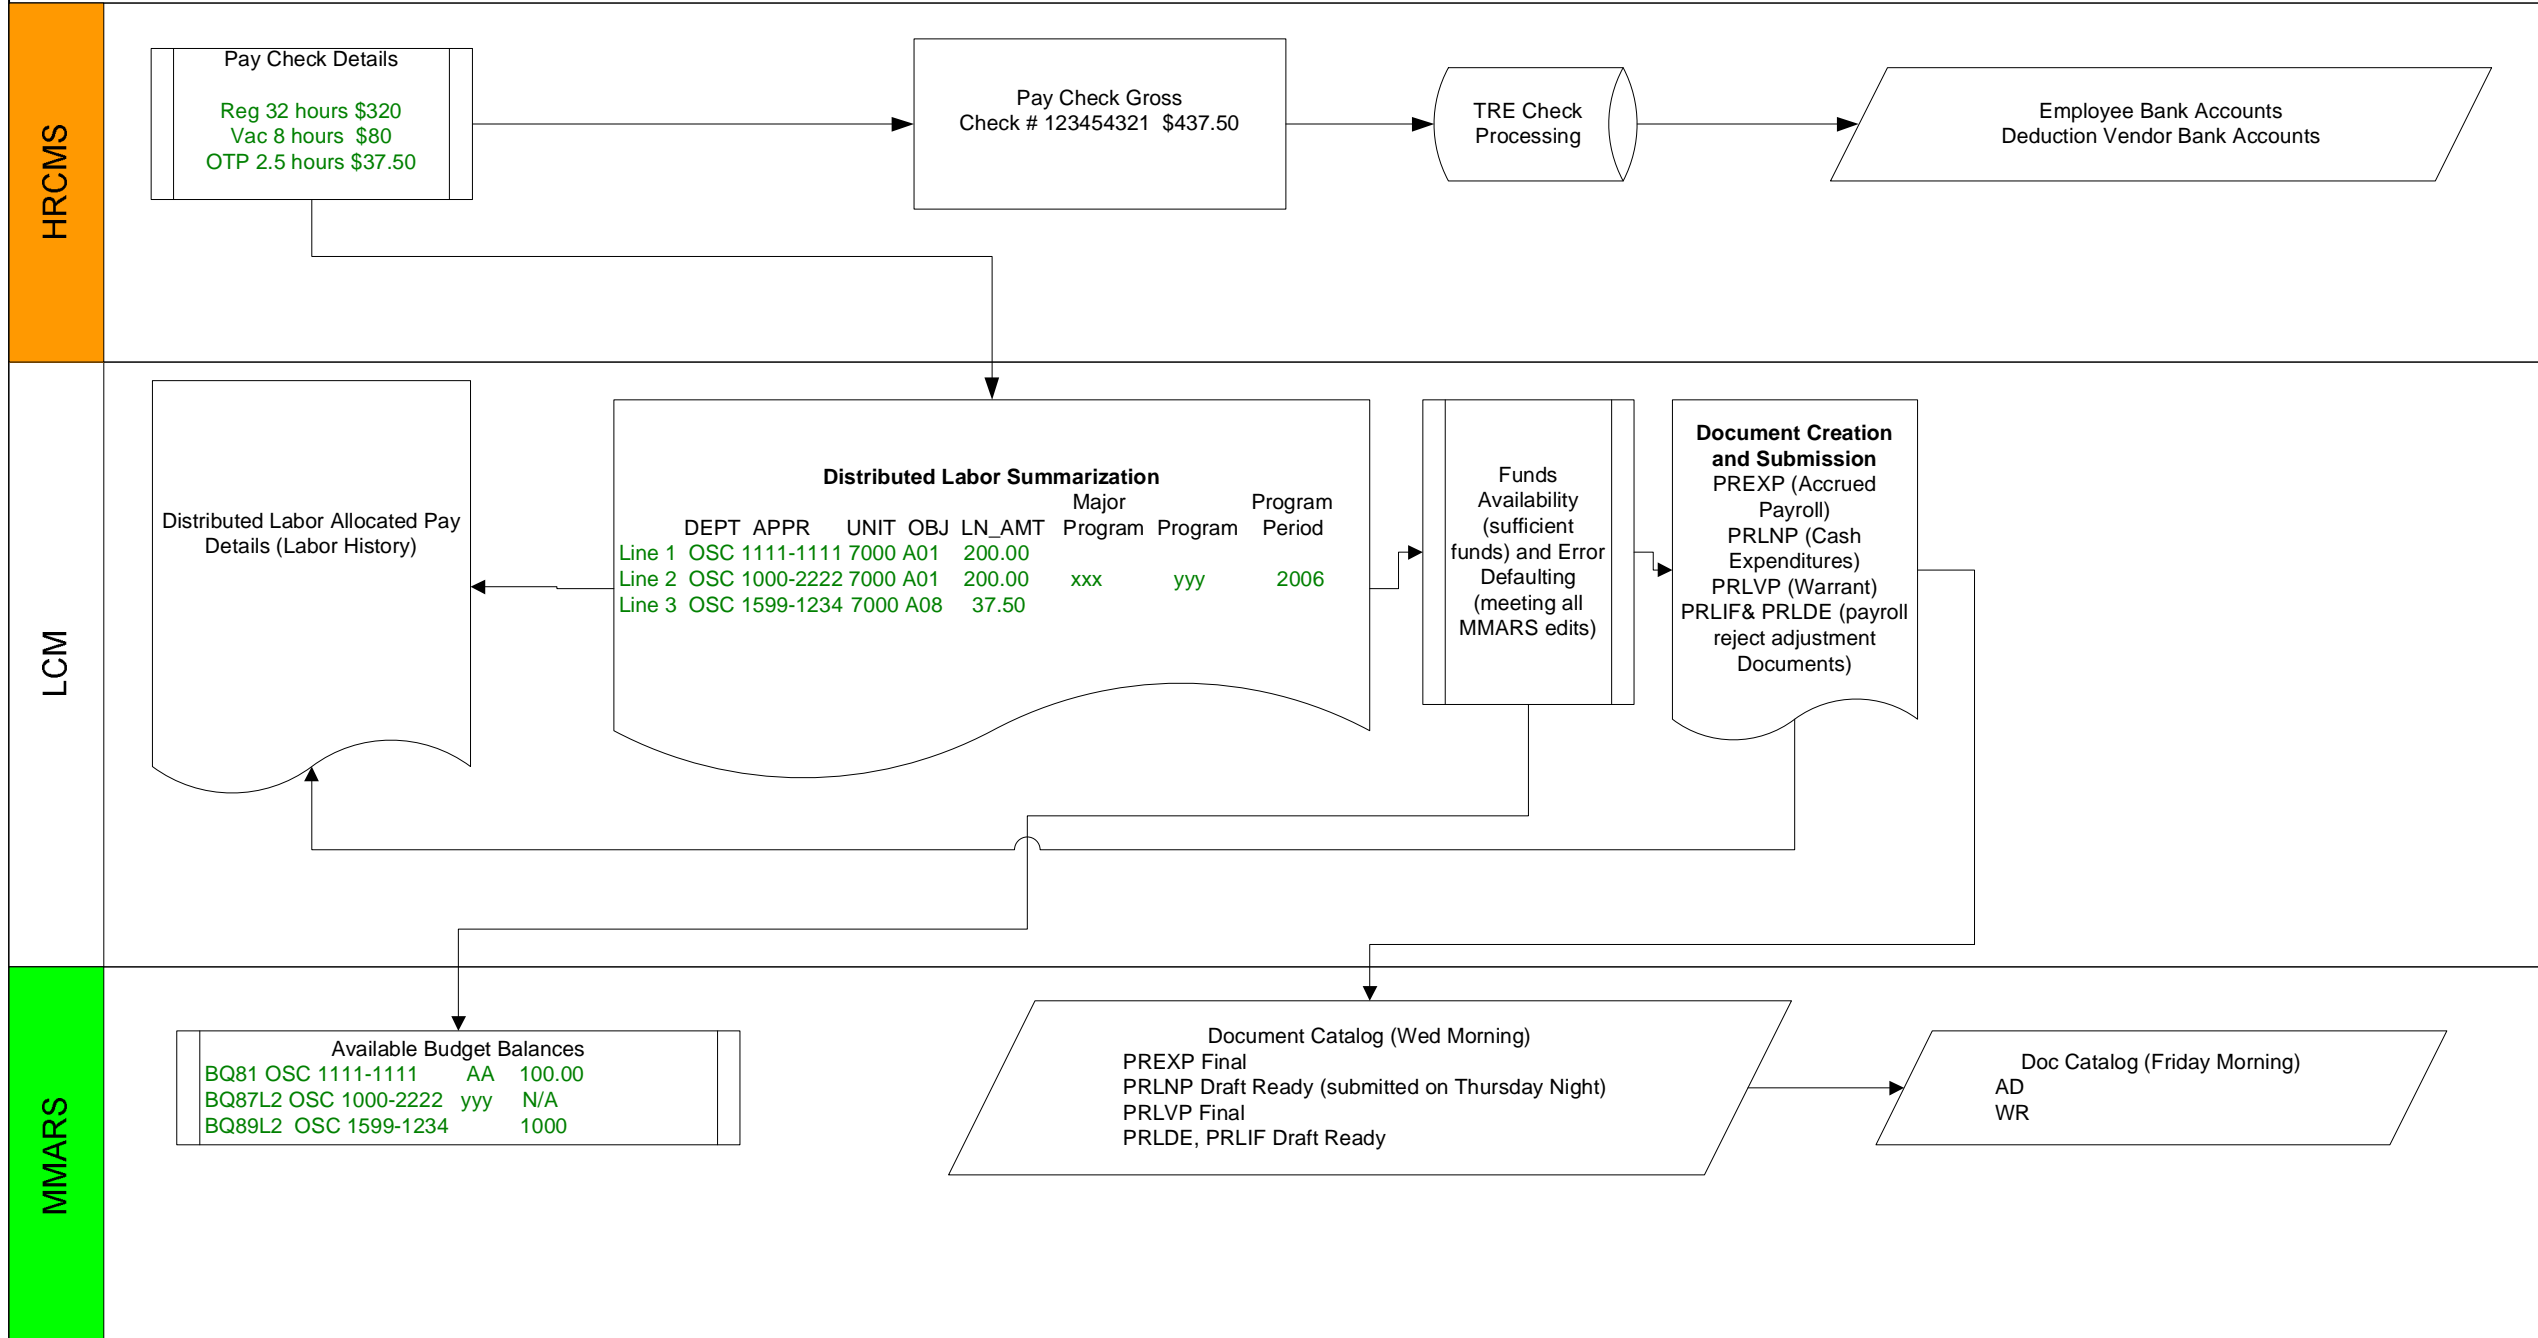 HRCMS
Pay Check Details
Reg 32 hours $320
Vac 8 hours $80
OTP 2.5 hours $37.50
Pay Check Gross
Check # 123454321 $437.50
TRE Check
Processing
Employee Bank Accounts
Deduction Vendor Bank Accounts
LCM
Distributed Labor Allocated Pay
Details (Labor History)
Distributed Labor Summarization
Major Program
DEPT APPR UNIT OBJ LN_AMT Program Program Period
Line 1 OSC 1111-1111 7000 A01 200.00
Line 2 OSC 1000-2222 7000 A01 200.00 xxx yyy 2006
Line 3 OSC 1599-1234 7000 A08 37.50
Funds
Availability
(sufficient
funds) and Error
Defaulting
(meeting all
MMARS edits)
Document Creation
and Submission
PREXP (Accrued
Payroll)
PRLNP (Cash
Expenditures)
PRLVP (Warrant)
PRLIF& PRLDE (payroll
reject adjustment
Documents)
MMARS
Available Budget Balances
BQ81 OSC 1111-1111 AA 100.00
BQ87L2 OSC 1000-2222 yyy N/A
BQ89L2 OSC 1599-1234 1000
Document Catalog (Wed Morning)
PREXP Final
PRLNP Draft Ready (submitted on Thursday Night)
PRLVP Final
PRLDE, PRLIF Draft Ready
Doc Catalog (Friday Morning)
AD
WR